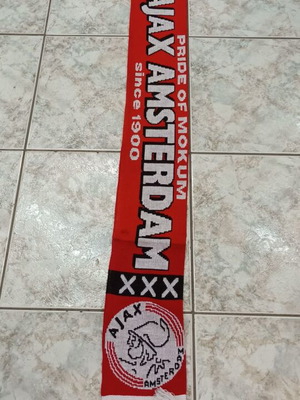 PRIDE OF MOKUM
AJAX AMSTERDAM
since 1900
XXX
AJAX
AMSTERDAM